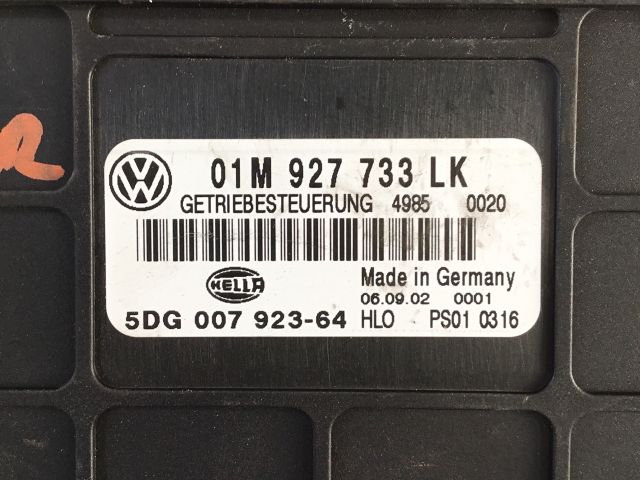 01M 927 733 LK
GETRIEBESTEUERUNG 4985 0020
HELLA
Made in Germany
06.09.02 0001
5DG 007 923-64 HLO PS01 0316